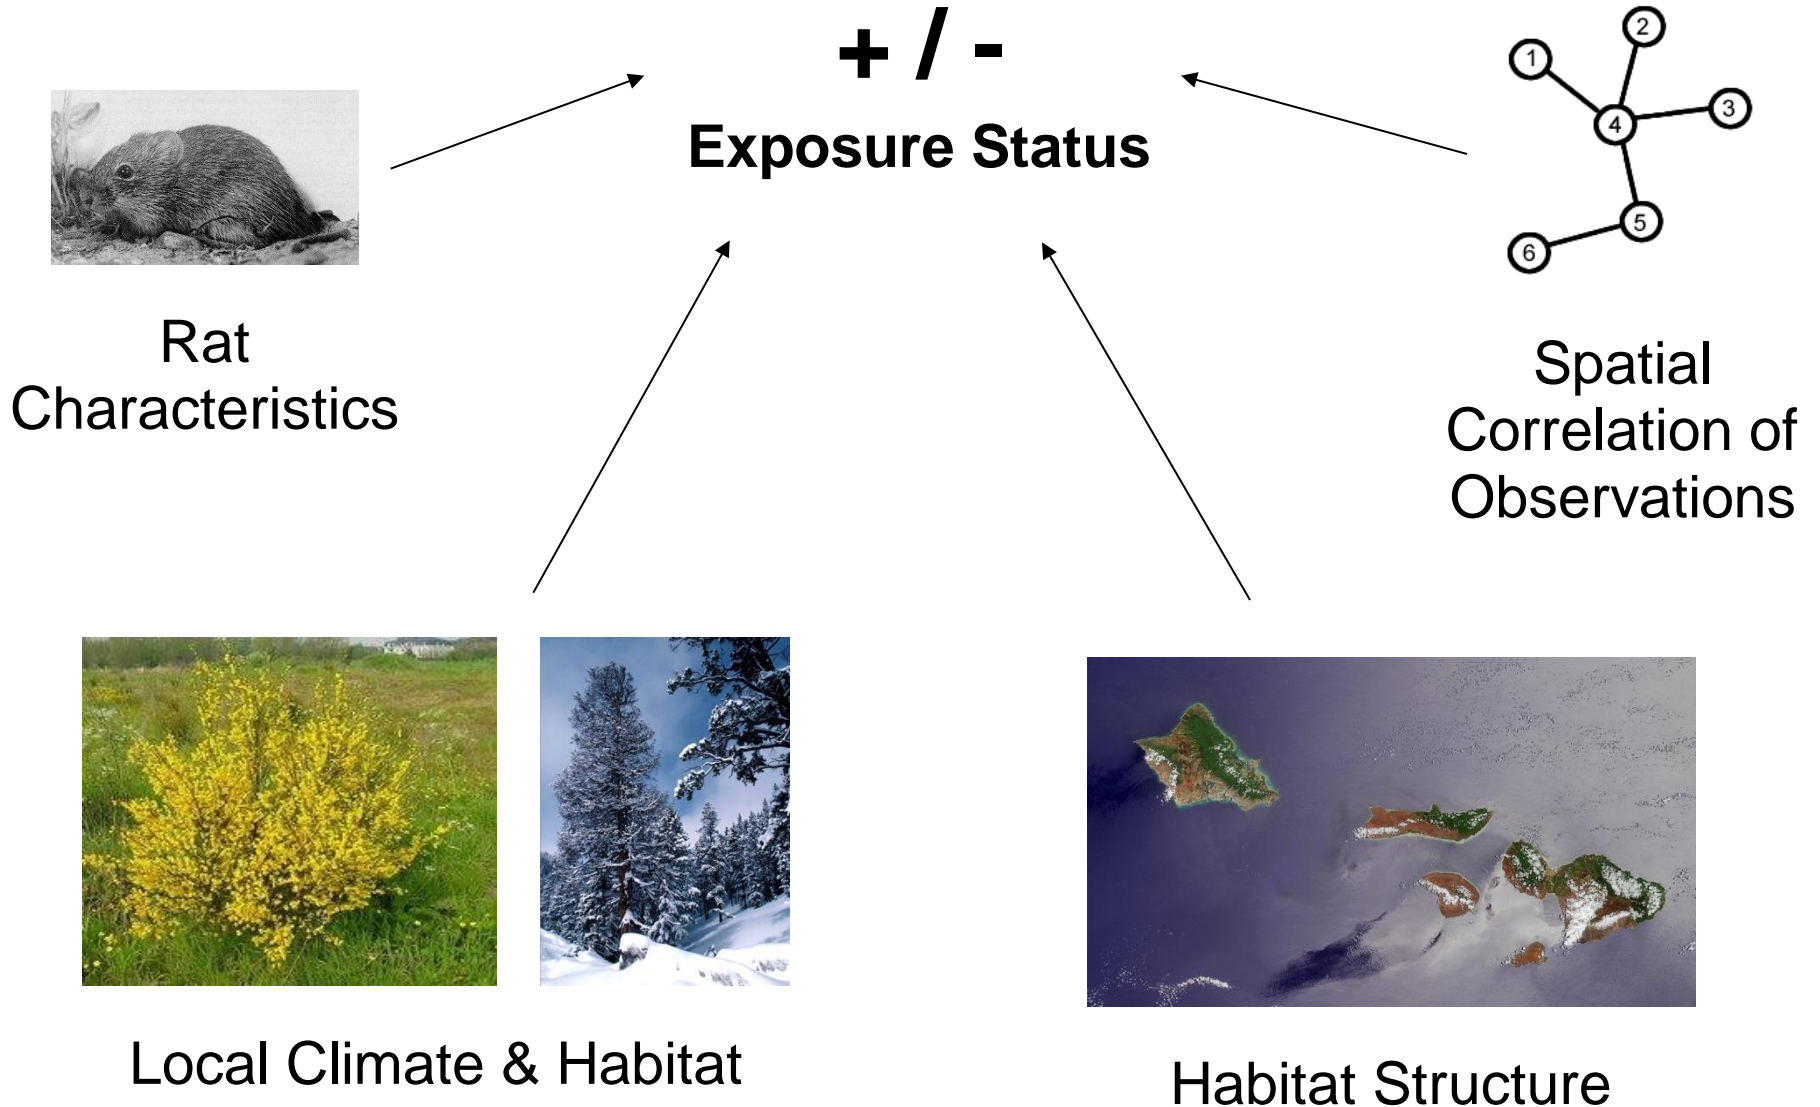 + / -
Exposure Status
1
2
3
4
5
6
Rat
Characteristics
Spatial
Correlation of
Observations
Local Climate & Habitat
Habitat Structure